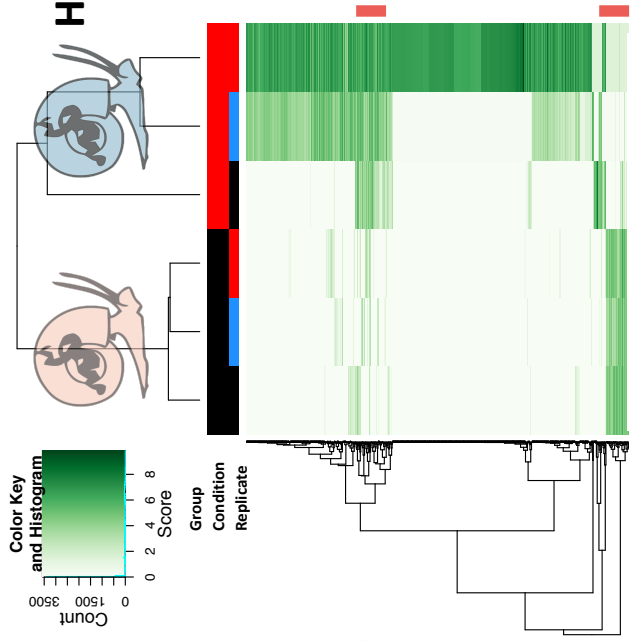 H
Color Key
and Histogram
Count
0 1500 3500
0 2 4 6 8
Score
Group
Condition
Replicate